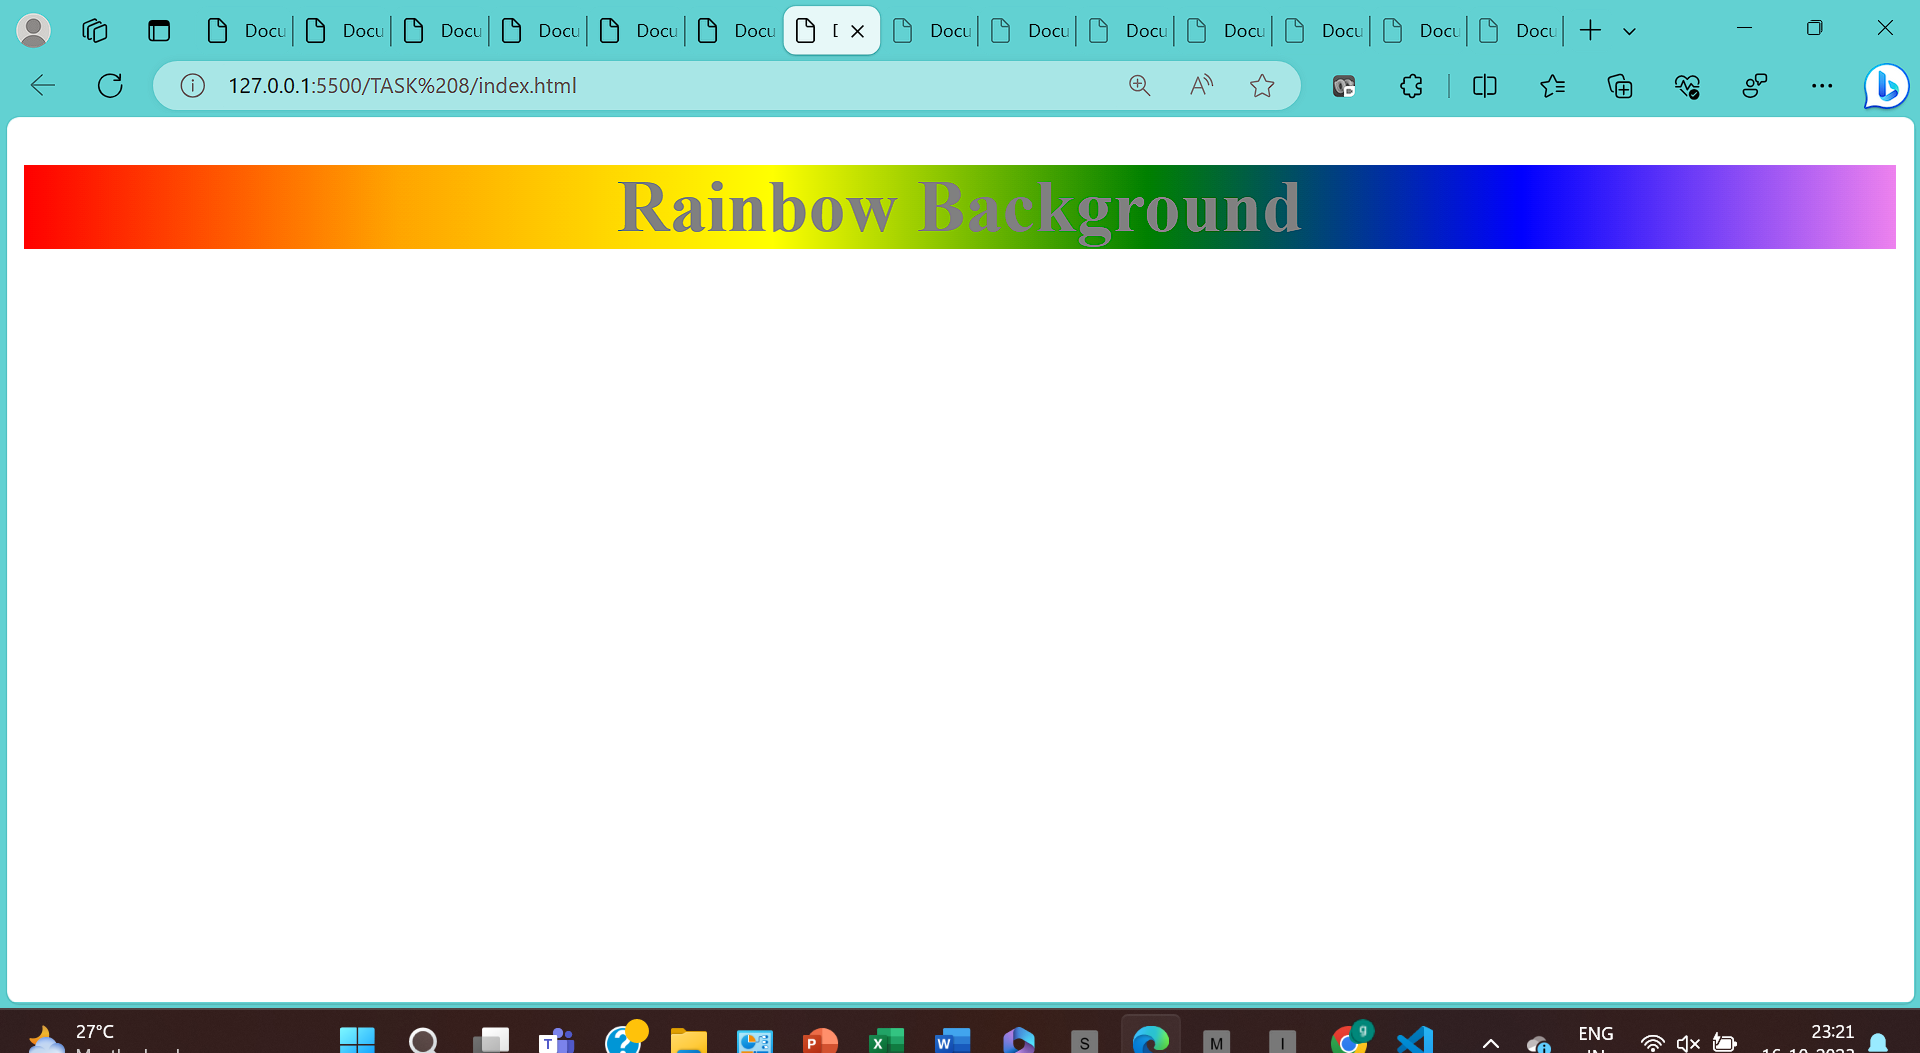 Docu Docu Docu Docu Docu Docu Docu Docu Docu Docu Docu Docu Docu
127.0.0.1:5500/TASK%208/index.html
Rainbow Background
27°C
ENG
23:21